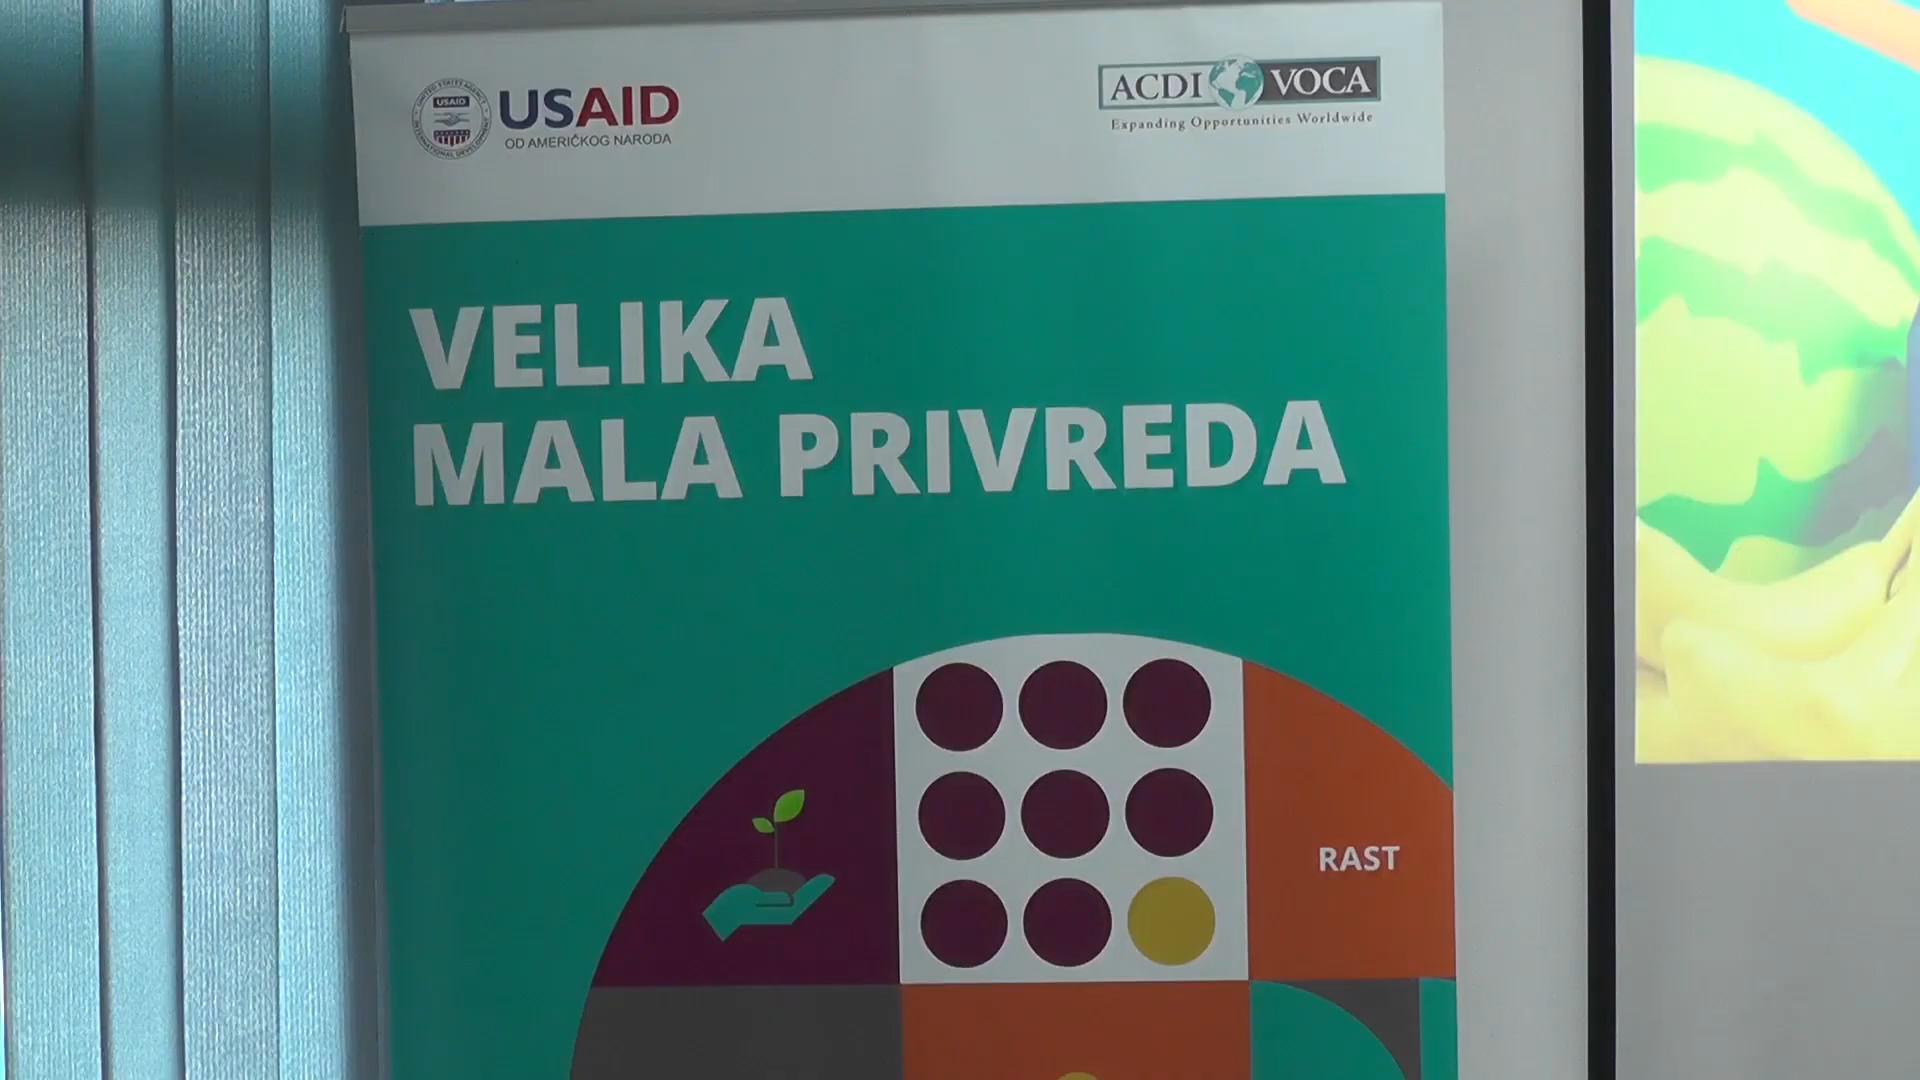 USAID
OD AMERIČKOG NARODA
ACDI VOCA
Expanding Opportunities Worldwide
VELIKA
MALA PRIVREDA
RAST